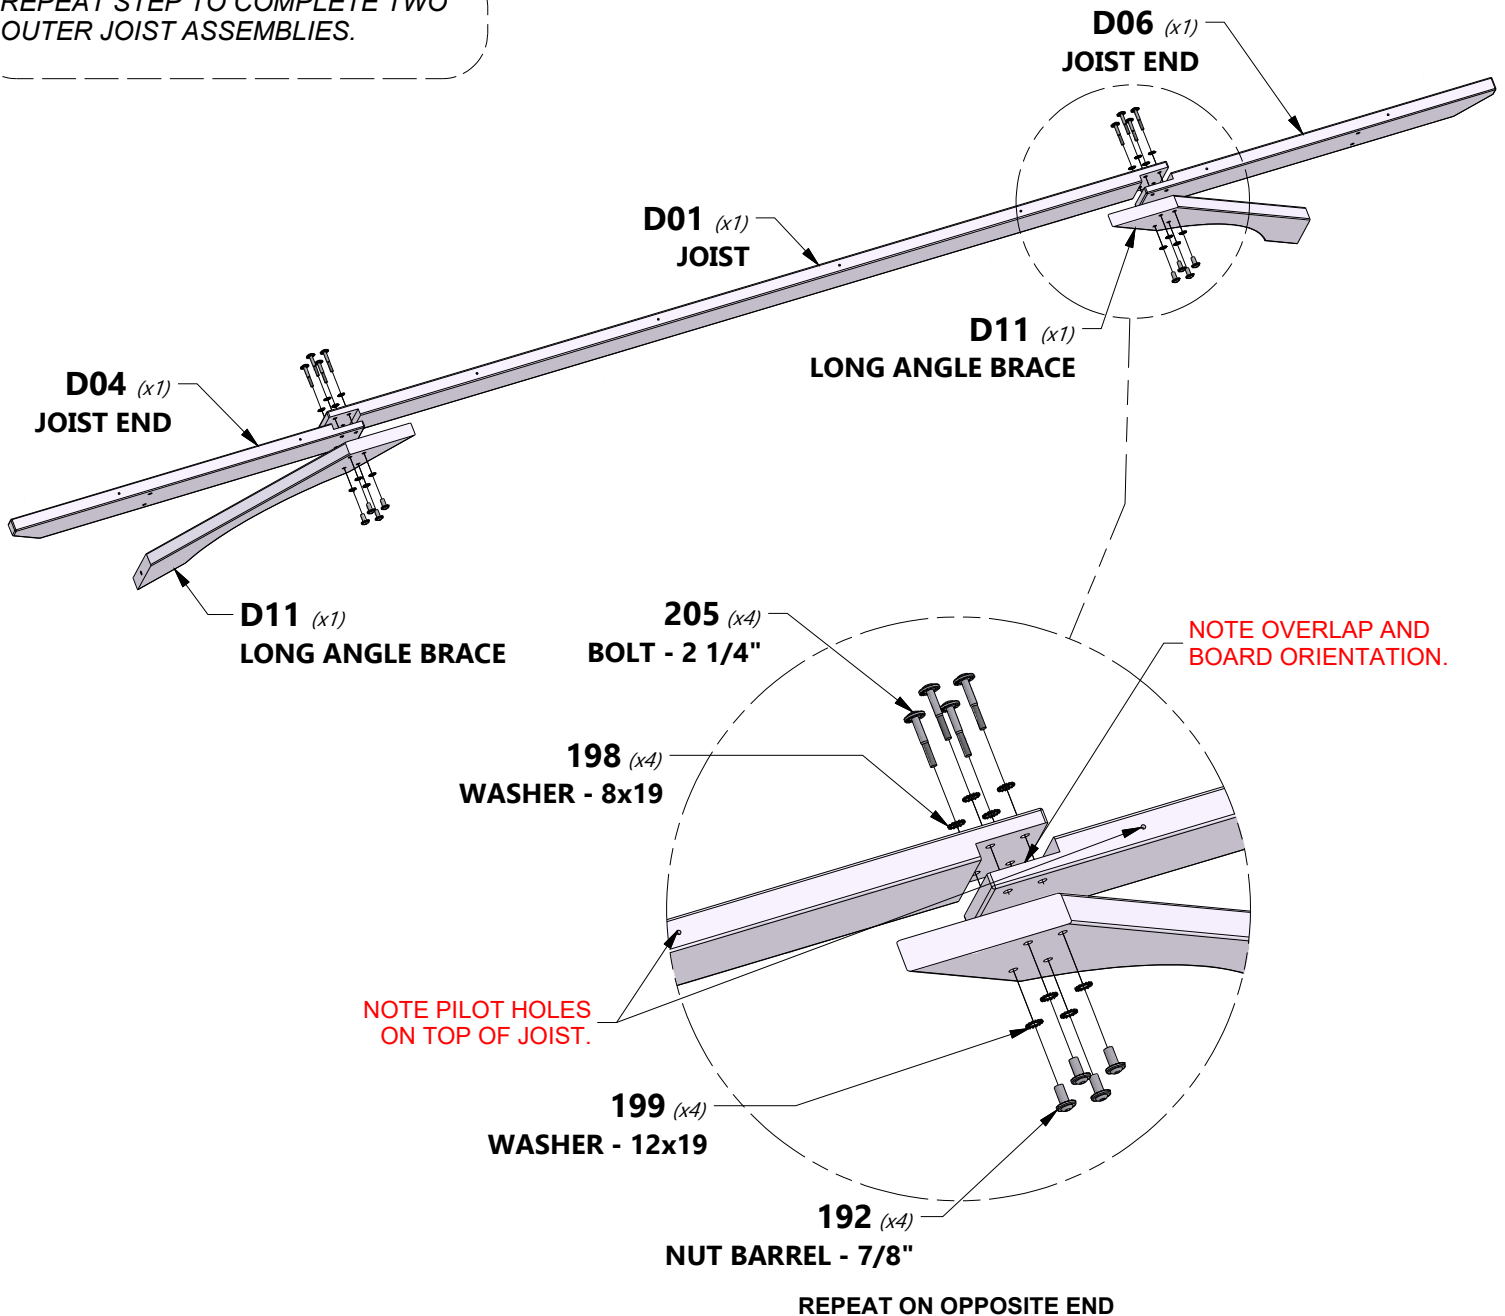 REPEAT STEP TO COMPLETE TWO
OUTER JOIST ASSEMBLIES.
D06 (x1)
JOIST END
D01 (x1)
JOIST
D11 (x1)
LONG ANGLE BRACE
D04 (x1)
JOIST END
D11 (x1)
LONG ANGLE BRACE
205 (x4)
BOLT - 2 1/4"
NOTE OVERLAP AND
BOARD ORIENTATION.
198 (x4)
WASHER - 8x19
NOTE PILOT HOLES
ON TOP OF JOIST.
199 (x4)
WASHER - 12x19
192 (x4)
NUT BARREL - 7/8"
REPEAT ON OPPOSITE END